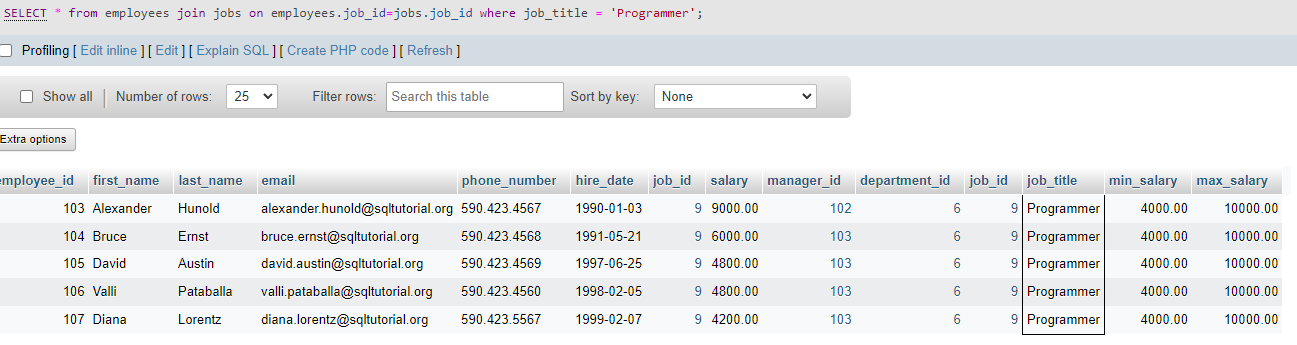 SELECT * from employees join jobs on employees.job_id=jobs.job_id where job_title = 'Programmer';
Profiling [ Edit inline ] [ Edit ] [ Explain SQL ] [ Create PHP code ] [ Refresh ]
Show all Number of rows: 25 Filter rows: Search this table Sort by key: None
Extra options
employee_id first_name last_name email phone_number hire_date job_id salary manager_id department_id job_id job_title min_salary max_salary
103 Alexander Hunold alexander.hunold@sqltutorial.org 590.423.4567 1990-01-03 9 9000.00 102 6 9 Programmer 4000.00 10000.00
104 Bruce Ernst bruce.ernst@sqltutorial.org 590.423.4568 1991-05-21 9 6000.00 103 6 9 Programmer 4000.00 10000.00
105 David Austin david.austin@sqltutorial.org 590.423.4569 1997-06-25 9 4800.00 103 6 9 Programmer 4000.00 10000.00
106 Valli Pataballa valli.pataballa@sqltutorial.org 590.423.4560 1998-02-05 9 4800.00 103 6 9 Programmer 4000.00 10000.00
107 Diana Lorentz diana.lorentz@sqltutorial.org 590.423.5567 1999-02-07 9 4200.00 103 6 9 Programmer 4000.00 10000.00